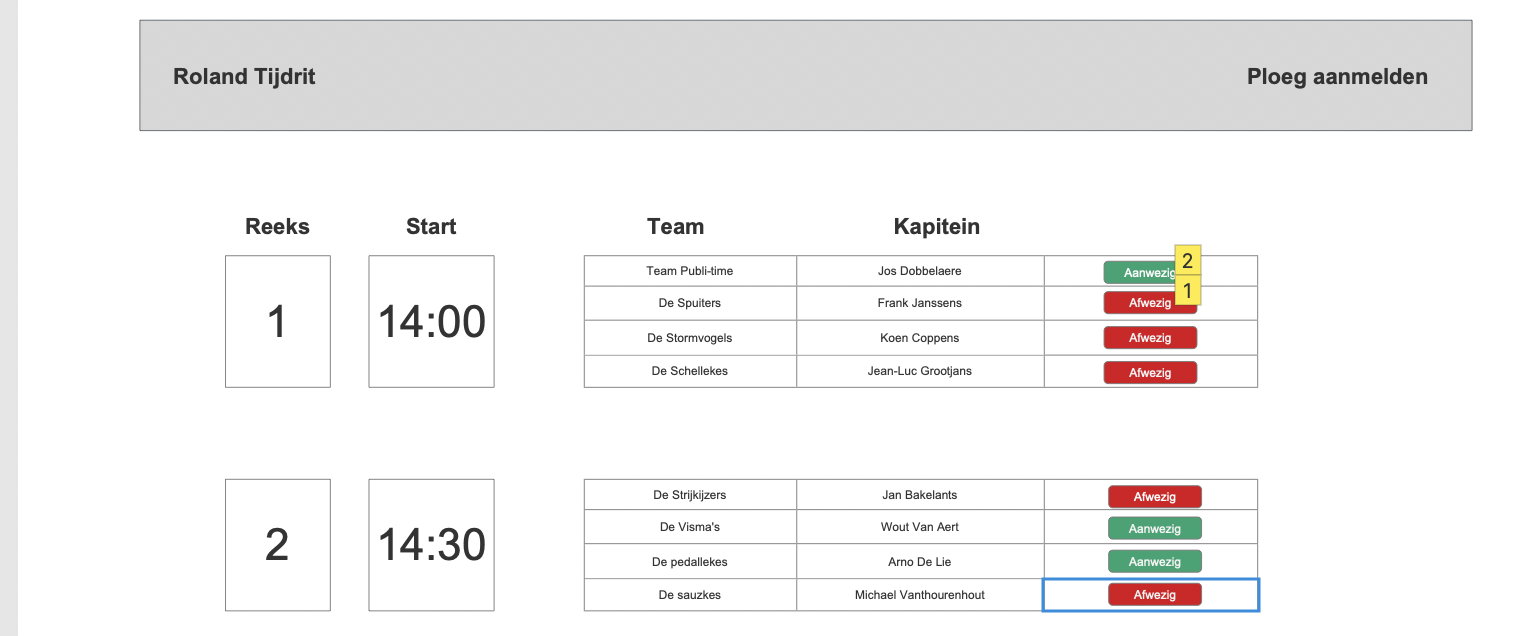 Roland Tijdrit Ploeg aanmelden
Reeks Start Team Kapitein
1 14:00
Team Publi-time Jos Dobbelaere Aanwezig 2
De Spuiters Frank Janssens Afwezig 1
De Stormvogels Koen Coppens Afwezig
De Schellekes Jean-Luc Grootjans Afwezig
2 14:30
De Strijkijzers Jan Bakelants Afwezig
De Visma's Wout Van Aert Aanwezig
De pedallekes Arno De Lie Aanwezig
De sauzkes Michael Vanthourenhout Afwezig